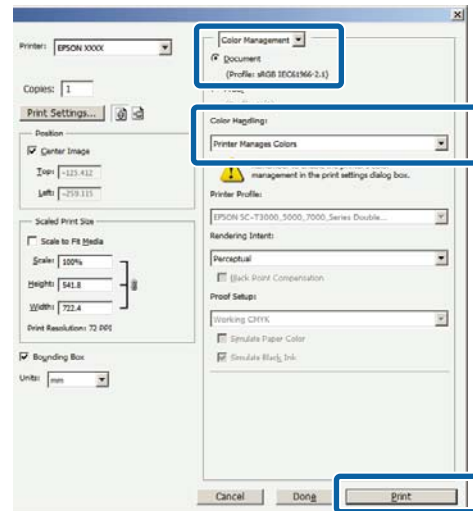 Printer: EPSON XXXX
Copies: 1
Print Settings...
Position
Center Image
Top: -125.412
Left: -259.115
Scaled Print Size
Scale to Fit Media
Scale: 100%
Height: 541.8
Width: 722.4
Print Resolution: 72 PPI
Bounding Box
Units: mm
Color Management
Document
(Profile: sRGB IEC61966-2.1)
Color Handling:
Printer Manages Colors
management in the print settings dialog box.
Printer Profile:
EPSON SC-T3000_5000_7000_Series Double...
Rendering Intent:
Perceptual
Black Point Compensation
Proof Setup:
Working CMYK
Simulate Paper Color
Simulate Black Ink
Cancel
Done
Print